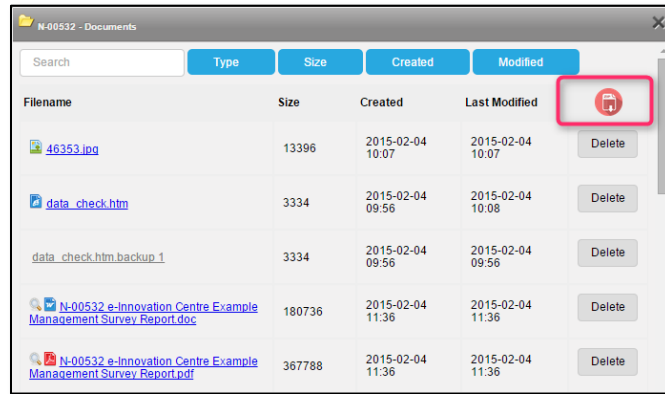 N-00532 - Documents
Search Type Size Created Modified
Filename Size Created Last Modified
46353.jpg 13396 2015-02-04 10:07 2015-02-04 10:07 Delete
data_check.htm 3334 2015-02-04 09:56 2015-02-04 10:08 Delete
data_check.htm.backup 1 3334 2015-02-04 09:56 2015-02-04 09:56 Delete
N-00532 e-Innovation Centre Example
Management Survey Report.doc 180736 2015-02-04 11:36 2015-02-04 11:36 Delete
N-00532 e-Innovation Centre Example
Management Survey Report.pdf 367788 2015-02-04 11:36 2015-02-04 11:36 Delete